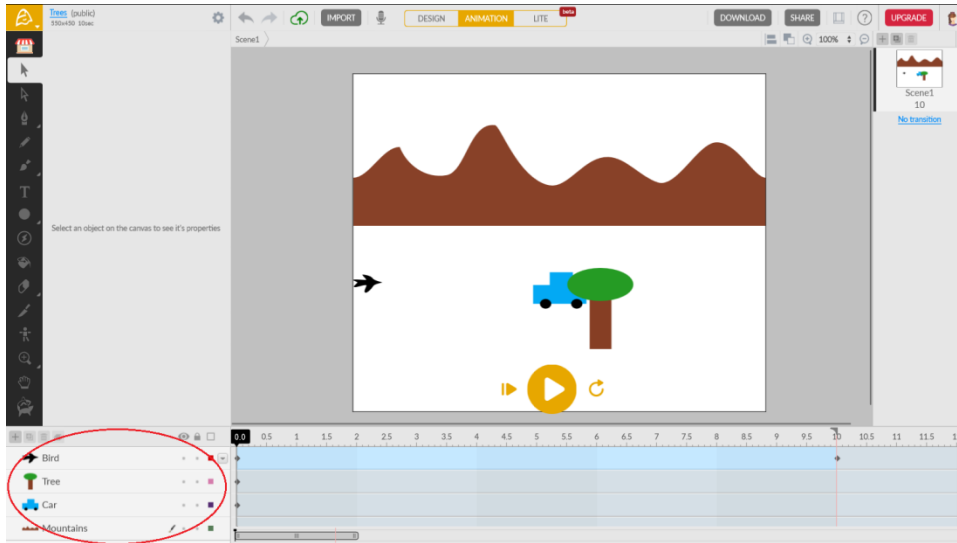 Trees (public)
550x450 10sec
IMPORT
DESIGN ANIMATION LITE beta
DOWNLOAD SHARE ? UPGRADE
Scene1
100%
Scene1
10
No transition
T
Select an object on the canvas to see it's properties
0.0 0.5 1 1.5 2 2.5 3 3.5 4 4.5 5 5.5 6 6.5 7 7.5 8 8.5 9 9.5 10 10.5 11 11.5 1
Bird
Tree
Car
Mountains